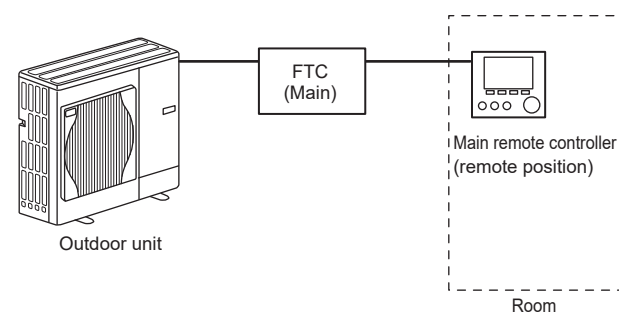 FTC
(Main)
Main remote controller
(remote position)
Outdoor unit
Room